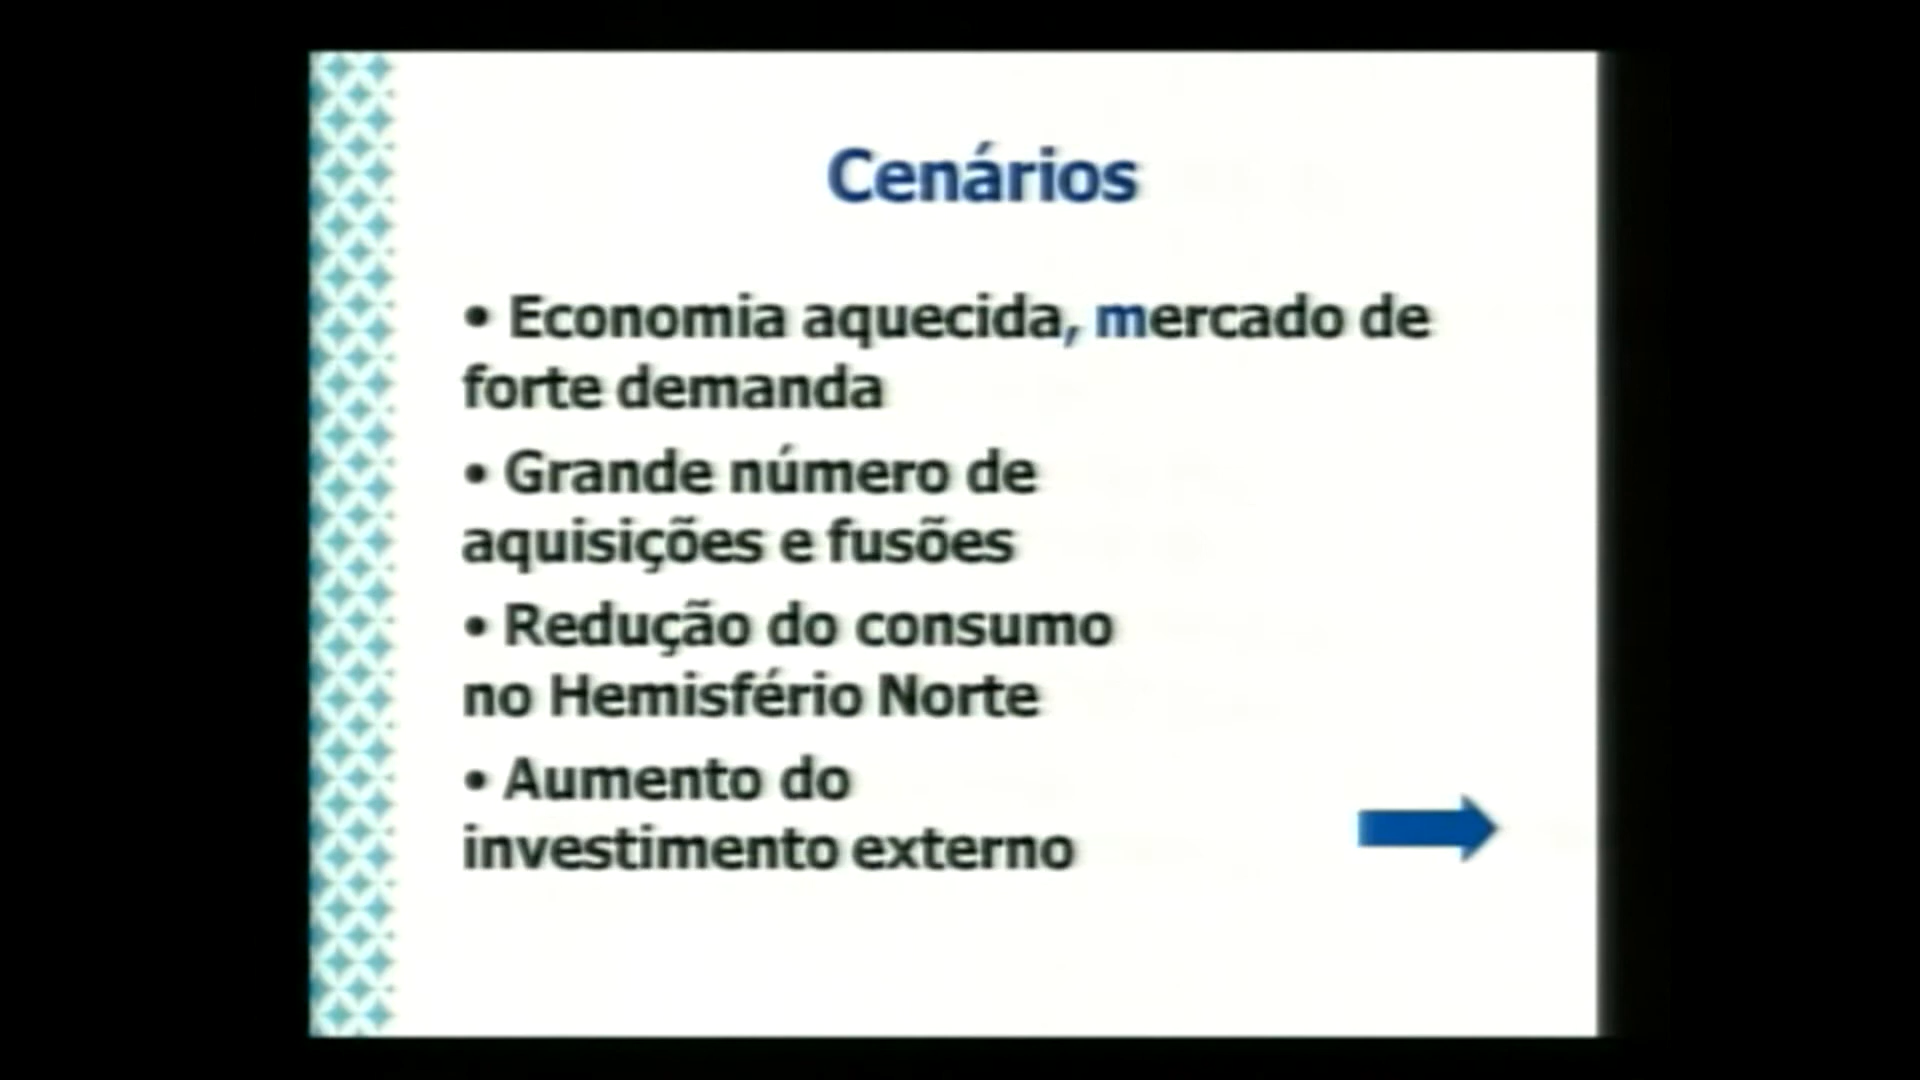 Cenários
• Economia aquecida, mercado de
forte demanda
• Grande número de
aquisições e fusões
• Redução do consumo
no Hemisfério Norte
• Aumento do
investimento externo